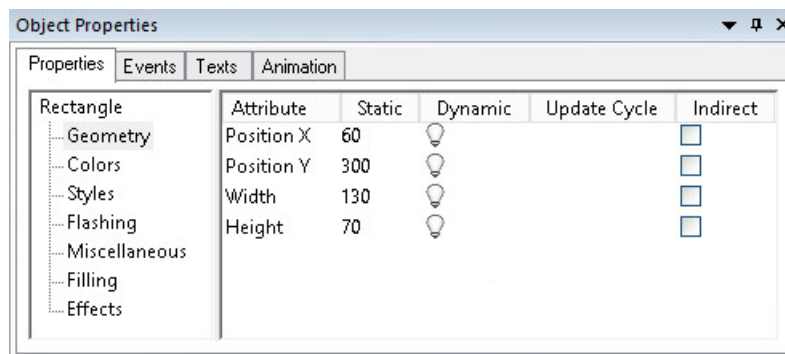 Object Properties
Properties Events Texts Animation
Rectangle
Geometry
Colors
Styles
Flashing
Miscellaneous
Filling
Effects
Attribute Static Dynamic Update Cycle Indirect
Position X 60
Position Y 300
Width 130
Height 70